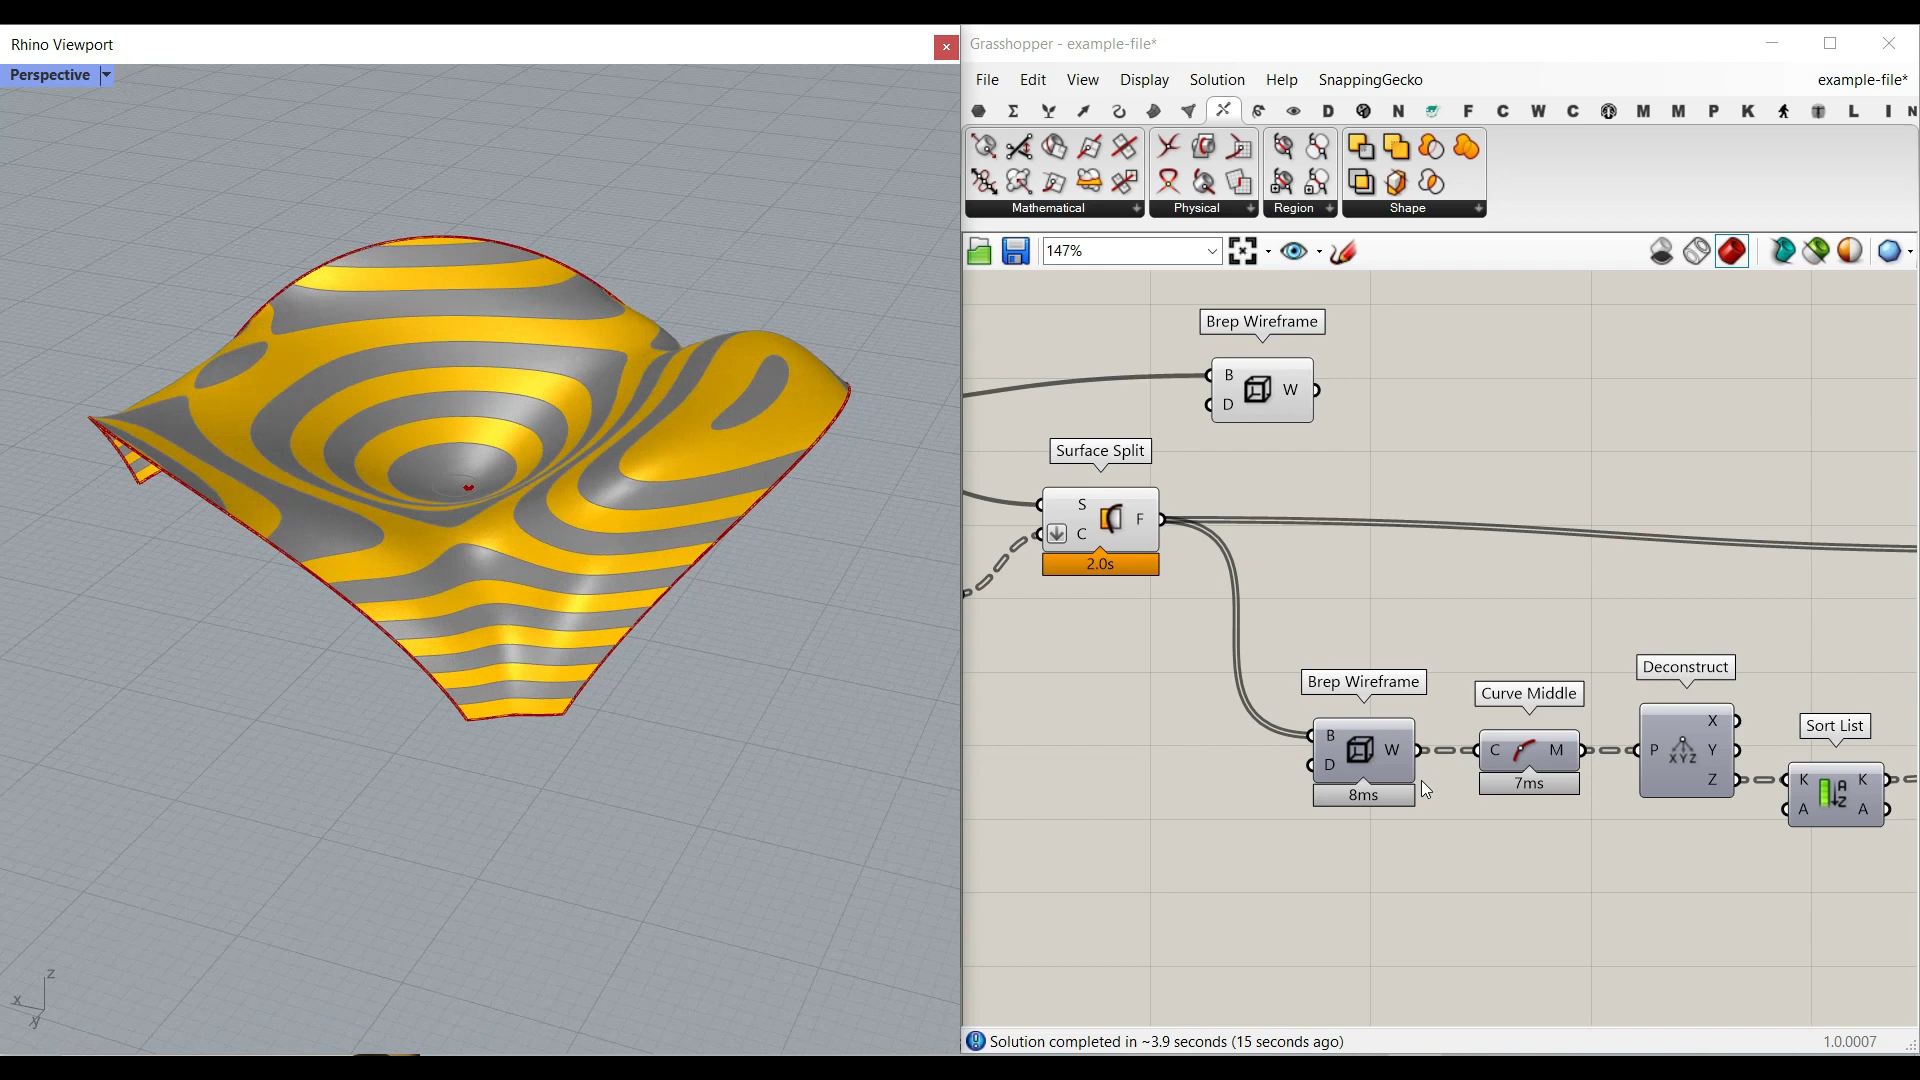 Rhino Viewport
Perspective
z
x
y
Grasshopper - example-file*
File Edit View Display Solution Help SnappingGecko example-file*
D N F C W C M M P K L I N
Mathematical Physical Region Shape
147%
Brep Wireframe
B
D
W
Surface Split
S
C
F
2.0s
Brep Wireframe
B
D
W
8ms
Curve Middle
C M
7ms
Deconstruct
P
XYZ
X
Y
Z
Sort List
K
A
A
Z
K
A
Solution completed in ~3.9 seconds (15 seconds ago)
1.0.0007